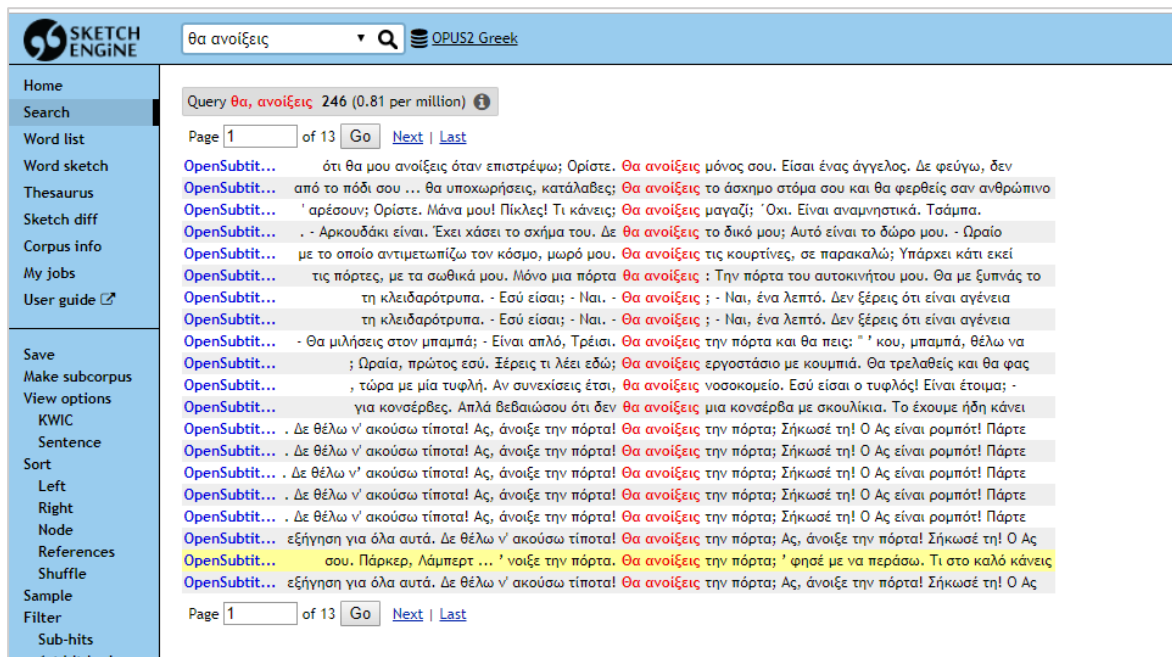 SKETCH ENGINE
θα ανοίξεις OPUS2 Greek
Home
Search
Word list
Word sketch
Thesaurus
Sketch diff
Corpus info
My jobs
User guide
Save
Make subcorpus
View options
KWIC
Sentence
Sort
Left
Right
Node
References
Shuffle
Sample
Filter
Sub-hits
Query θα, ανοίξεις 246 (0.81 per million)
Page 1 of 13 Go Next | Last
OpenSubtit... ότι θα μου ανοίξεις όταν επιστρέψω; Ορίστε. Θα ανοίξεις μόνος σου. Είσαι ένας άγγελος. Δε φεύγω, δεν
OpenSubtit... από το πόδι σου ... θα υποχωρήσεις, κατάλαβες; Θα ανοίξεις το άσχημο στόμα σου και θα φερθείς σαν ανθρώπινο
OpenSubtit... ' αρέσουν; Ορίστε. Μάνα μου! Πίκλες! Τι κάνεις; Θα ανοίξεις μαγαζί; ΄Οχι. Είναι αναμνηστικά. Τσάμπα.
OpenSubtit... . - Αρκουδάκι είναι. Έχει χάσει το σχήμα του. Δε θα ανοίξεις το δικό μου; Αυτό είναι το δώρο μου. - Ωραίο
OpenSubtit... με το οποίο αντιμετωπίζω τον κόσμο, μωρό μου. Θα ανοίξεις τις κουρτίνες, σε παρακαλώ; Υπάρχει κάτι εκεί
OpenSubtit... τις πόρτες, με τα σωθικά μου. Μόνο μια πόρτα θα ανοίξεις : Την πόρτα του αυτοκινήτου μου. Θα με ξυπνάς το
OpenSubtit... τη κλειδαρότρυπα. - Εσύ είσαι; - Ναι. - Θα ανοίξεις ; - Ναι, ένα λεπτό. Δεν ξέρεις ότι είναι αγένεια
OpenSubtit... τη κλειδαρότρυπα. - Εσύ είσαι; - Ναι. - Θα ανοίξεις ; - Ναι, ένα λεπτό. Δεν ξέρεις ότι είναι αγένεια
OpenSubtit... - Θα μιλήσεις στον μπαμπά; - Είναι απλό, Τρέισι. Θα ανοίξεις την πόρτα και θα πεις: " ' κου, μπαμπά, θέλω να
OpenSubtit... ; Ωραία, πρώτος εσύ. Ξέρεις τι λέει εδώ; Θα ανοίξεις εργοστάσιο με κουμπιά. Θα τρελαθείς και θα φας
OpenSubtit... , τώρα με μία τυφλή. Αν συνεχίσεις έτσι, θα ανοίξεις νοσοκομείο. Εσύ είσαι ο τυφλός! Είναι έτοιμα; -
OpenSubtit... για κονσέρβες. Απλά βεβαιώσου ότι δεν θα ανοίξεις μια κονσέρβα με σκουλίκια. Το έχουμε ήδη κάνει
OpenSubtit... . Δε θέλω ν' ακούσω τίποτα! Ας, άνοιξε την πόρτα! Θα ανοίξεις την πόρτα; Σήκωσέ τη! Ο Ας είναι ρομπότ! Πάρτε
OpenSubtit... . Δε θέλω ν' ακούσω τίποτα! Ας, άνοιξε την πόρτα! Θα ανοίξεις την πόρτα; Σήκωσέ τη! Ο Ας είναι ρομπότ! Πάρτε
OpenSubtit... . Δε θέλω ν' ακούσω τίποτα! Ας, άνοιξε την πόρτα! Θα ανοίξεις την πόρτα; Σήκωσέ τη! Ο Ας είναι ρομπότ! Πάρτε
OpenSubtit... . Δε θέλω ν' ακούσω τίποτα! Ας, άνοιξε την πόρτα! Θα ανοίξεις την πόρτα; Σήκωσέ τη! Ο Ας είναι ρομπότ! Πάρτε
OpenSubtit... . Δε θέλω ν' ακούσω τίποτα! Ας, άνοιξε την πόρτα! Θα ανοίξεις την πόρτα; Σήκωσέ τη! Ο Ας είναι ρομπότ! Πάρτε
OpenSubtit... εξήγηση για όλα αυτά. Δε θέλω ν' ακούσω τίποτα! Θα ανοίξεις την πόρτα; Ας, άνοιξε την πόρτα! Σήκωσέ τη! Ο Ας
OpenSubtit... σου. Πάρκερ, Λάμπερτ ... ' νοιξε την πόρτα. Θα ανοίξεις την πόρτα; ' φησέ με να περάσω. Τι στο καλό κάνεις
OpenSubtit... εξήγηση για όλα αυτά. Δε θέλω ν' ακούσω τίποτα! Θα ανοίξεις την πόρτα; Ας, άνοιξε την πόρτα! Σήκωσέ τη! Ο Ας
Page 1 of 13 Go Next | Last